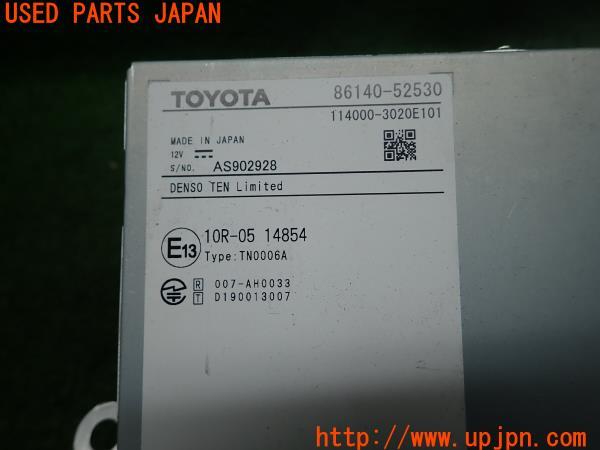 USED PARTS JAPAN
TOYOTA 86140-52530
114000-3020E101
MADE IN JAPAN
12V
S/NO. AS902928
DENSO TEN Limited
E13 10R-05 14854
Type:TN0006A
R 007-AH0033
T D190013007
UPJ
http://www.upjpn.com/